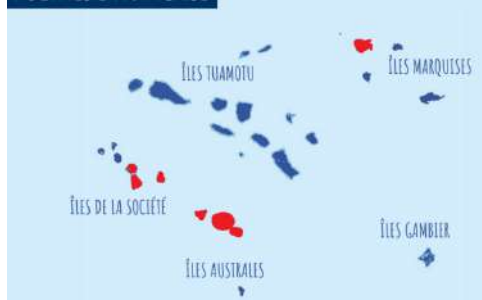 ÎLES TUAMOTU
ÎLES MARQUISES
ÎLES DE LA SOCIÉTÉ
ÎLES GAMBIER
ÎLES AUSTRALES